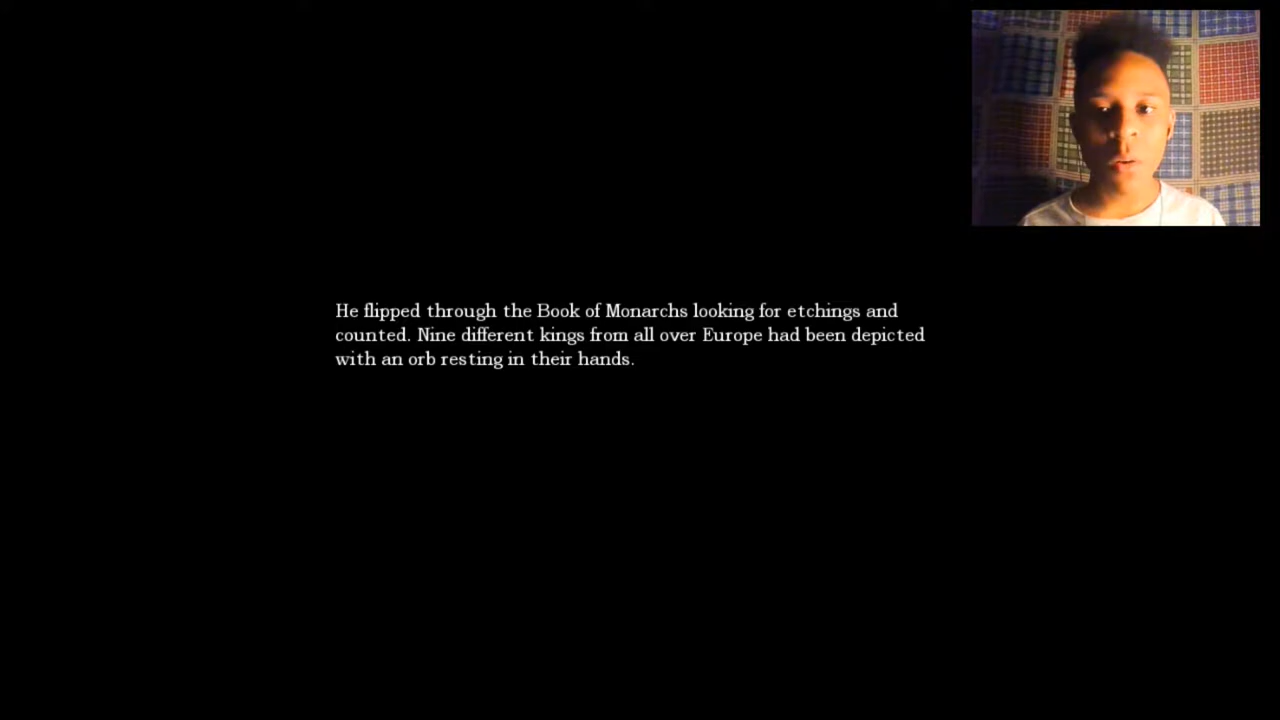 He flipped through the Book of Monarchs looking for etchings and
counted. Nine different kings from all over Europe had been depicted
with an orb resting in their hands.